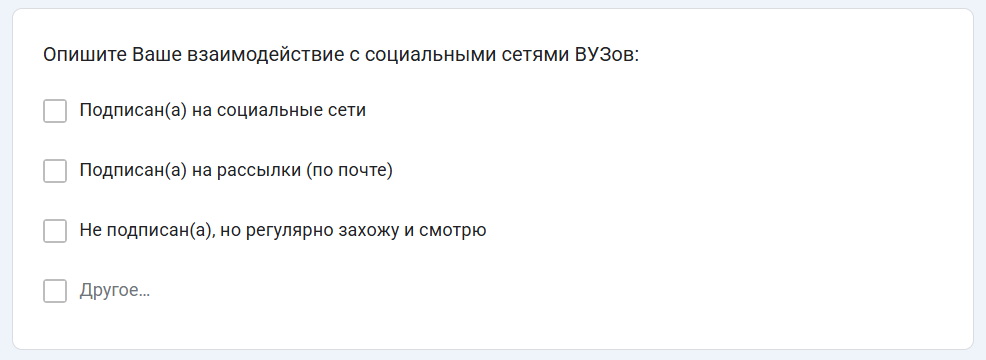 Опишите Ваше взаимодействие с социальными сетями ВУЗов:
Подписан(а) на социальные сети
Подписан(а) на рассылки (по почте)
Не подписан(а), но регулярно захожу и смотрю
Другое...